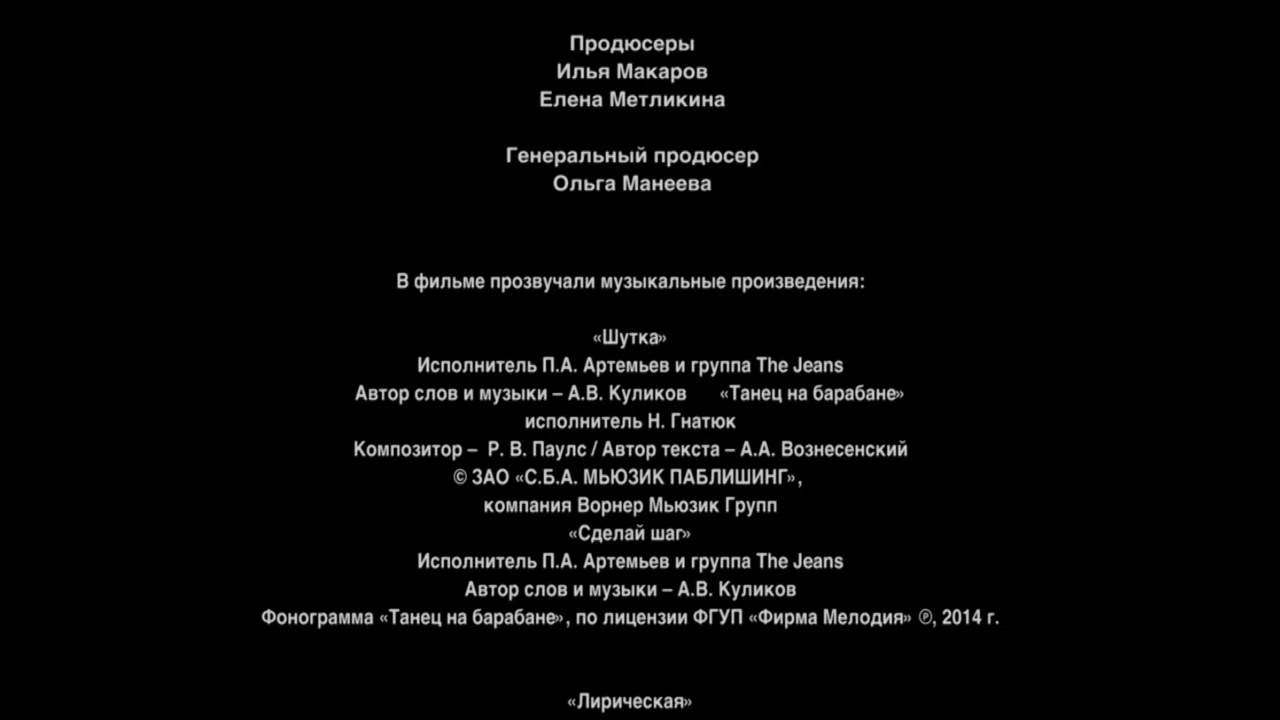 Продюсеры
Илья Макаров
Елена Метликина
Генеральный продюсер
Ольга Манеева
В фильме прозвучали музыкальные произведения:
«Шутка»
Исполнитель П.А. Артемьев и группа The Jeans
Автор слов и музыки – А.В. Куликов «Танец на барабане»
исполнитель Н. Гнатюк
Композитор – Р. В. Паулс / Автор текста – А.А. Вознесенский
© ЗАО «С.Б.А. МЬЮЗИК ПАБЛИШИНГ»,
компания Ворнер Мьюзик Групп
«Сделай шаг»
Исполнитель П.А. Артемьев и группа The Jeans
Автор слов и музыки – А.В. Куликов
Фонограмма «Танец на барабане», по лицензии ФГУП «Фирма Мелодия» ℗, 2014 г.
«Лирическая»